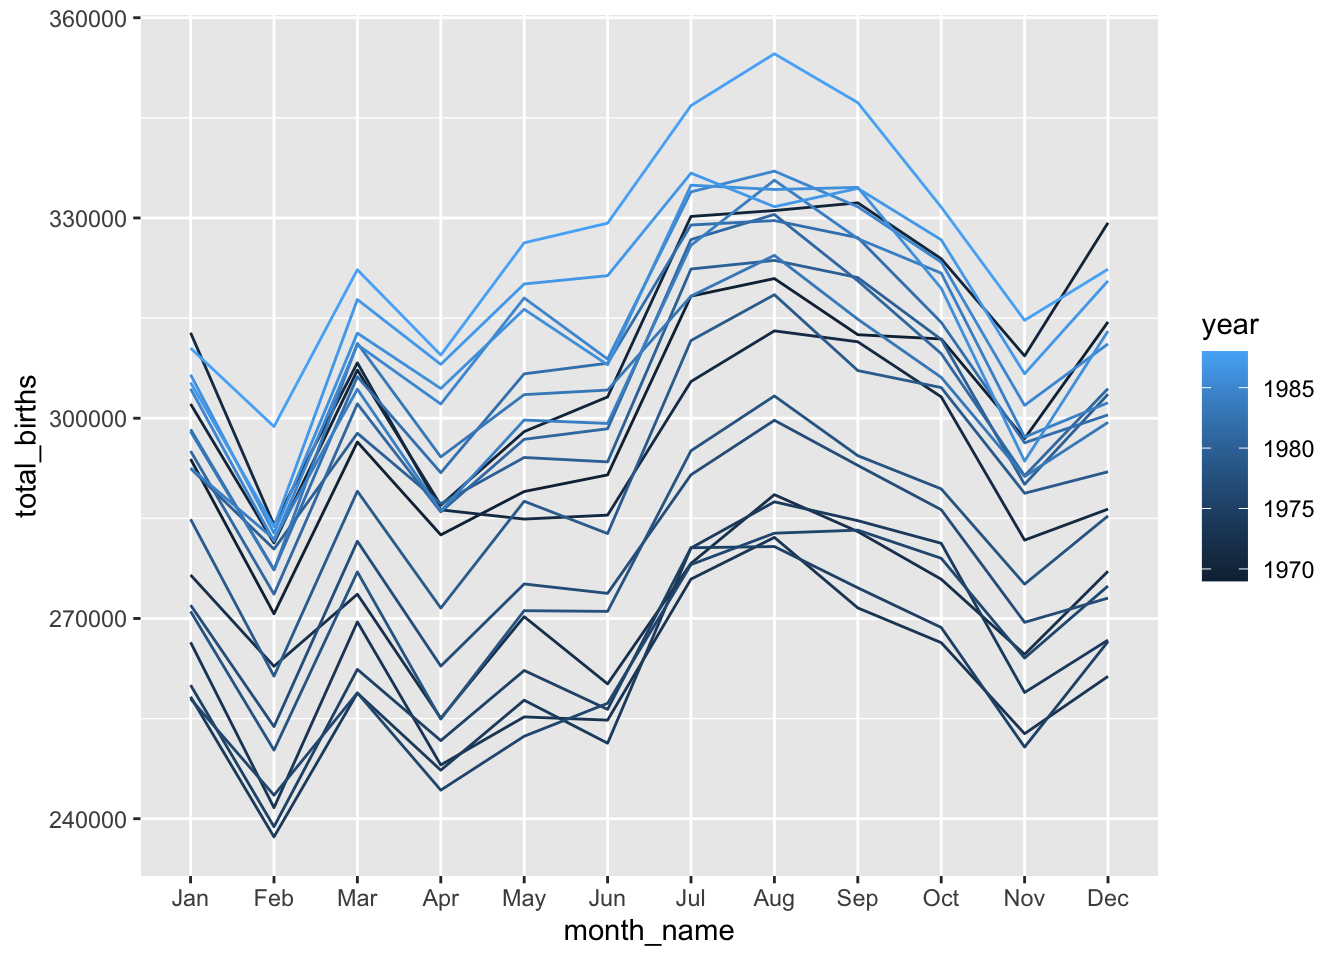 360000
330000
300000
270000
240000
total_births
Jan Feb Mar Apr May Jun Jul Aug Sep Oct Nov Dec
month_name
year
1985
1980
1975
1970